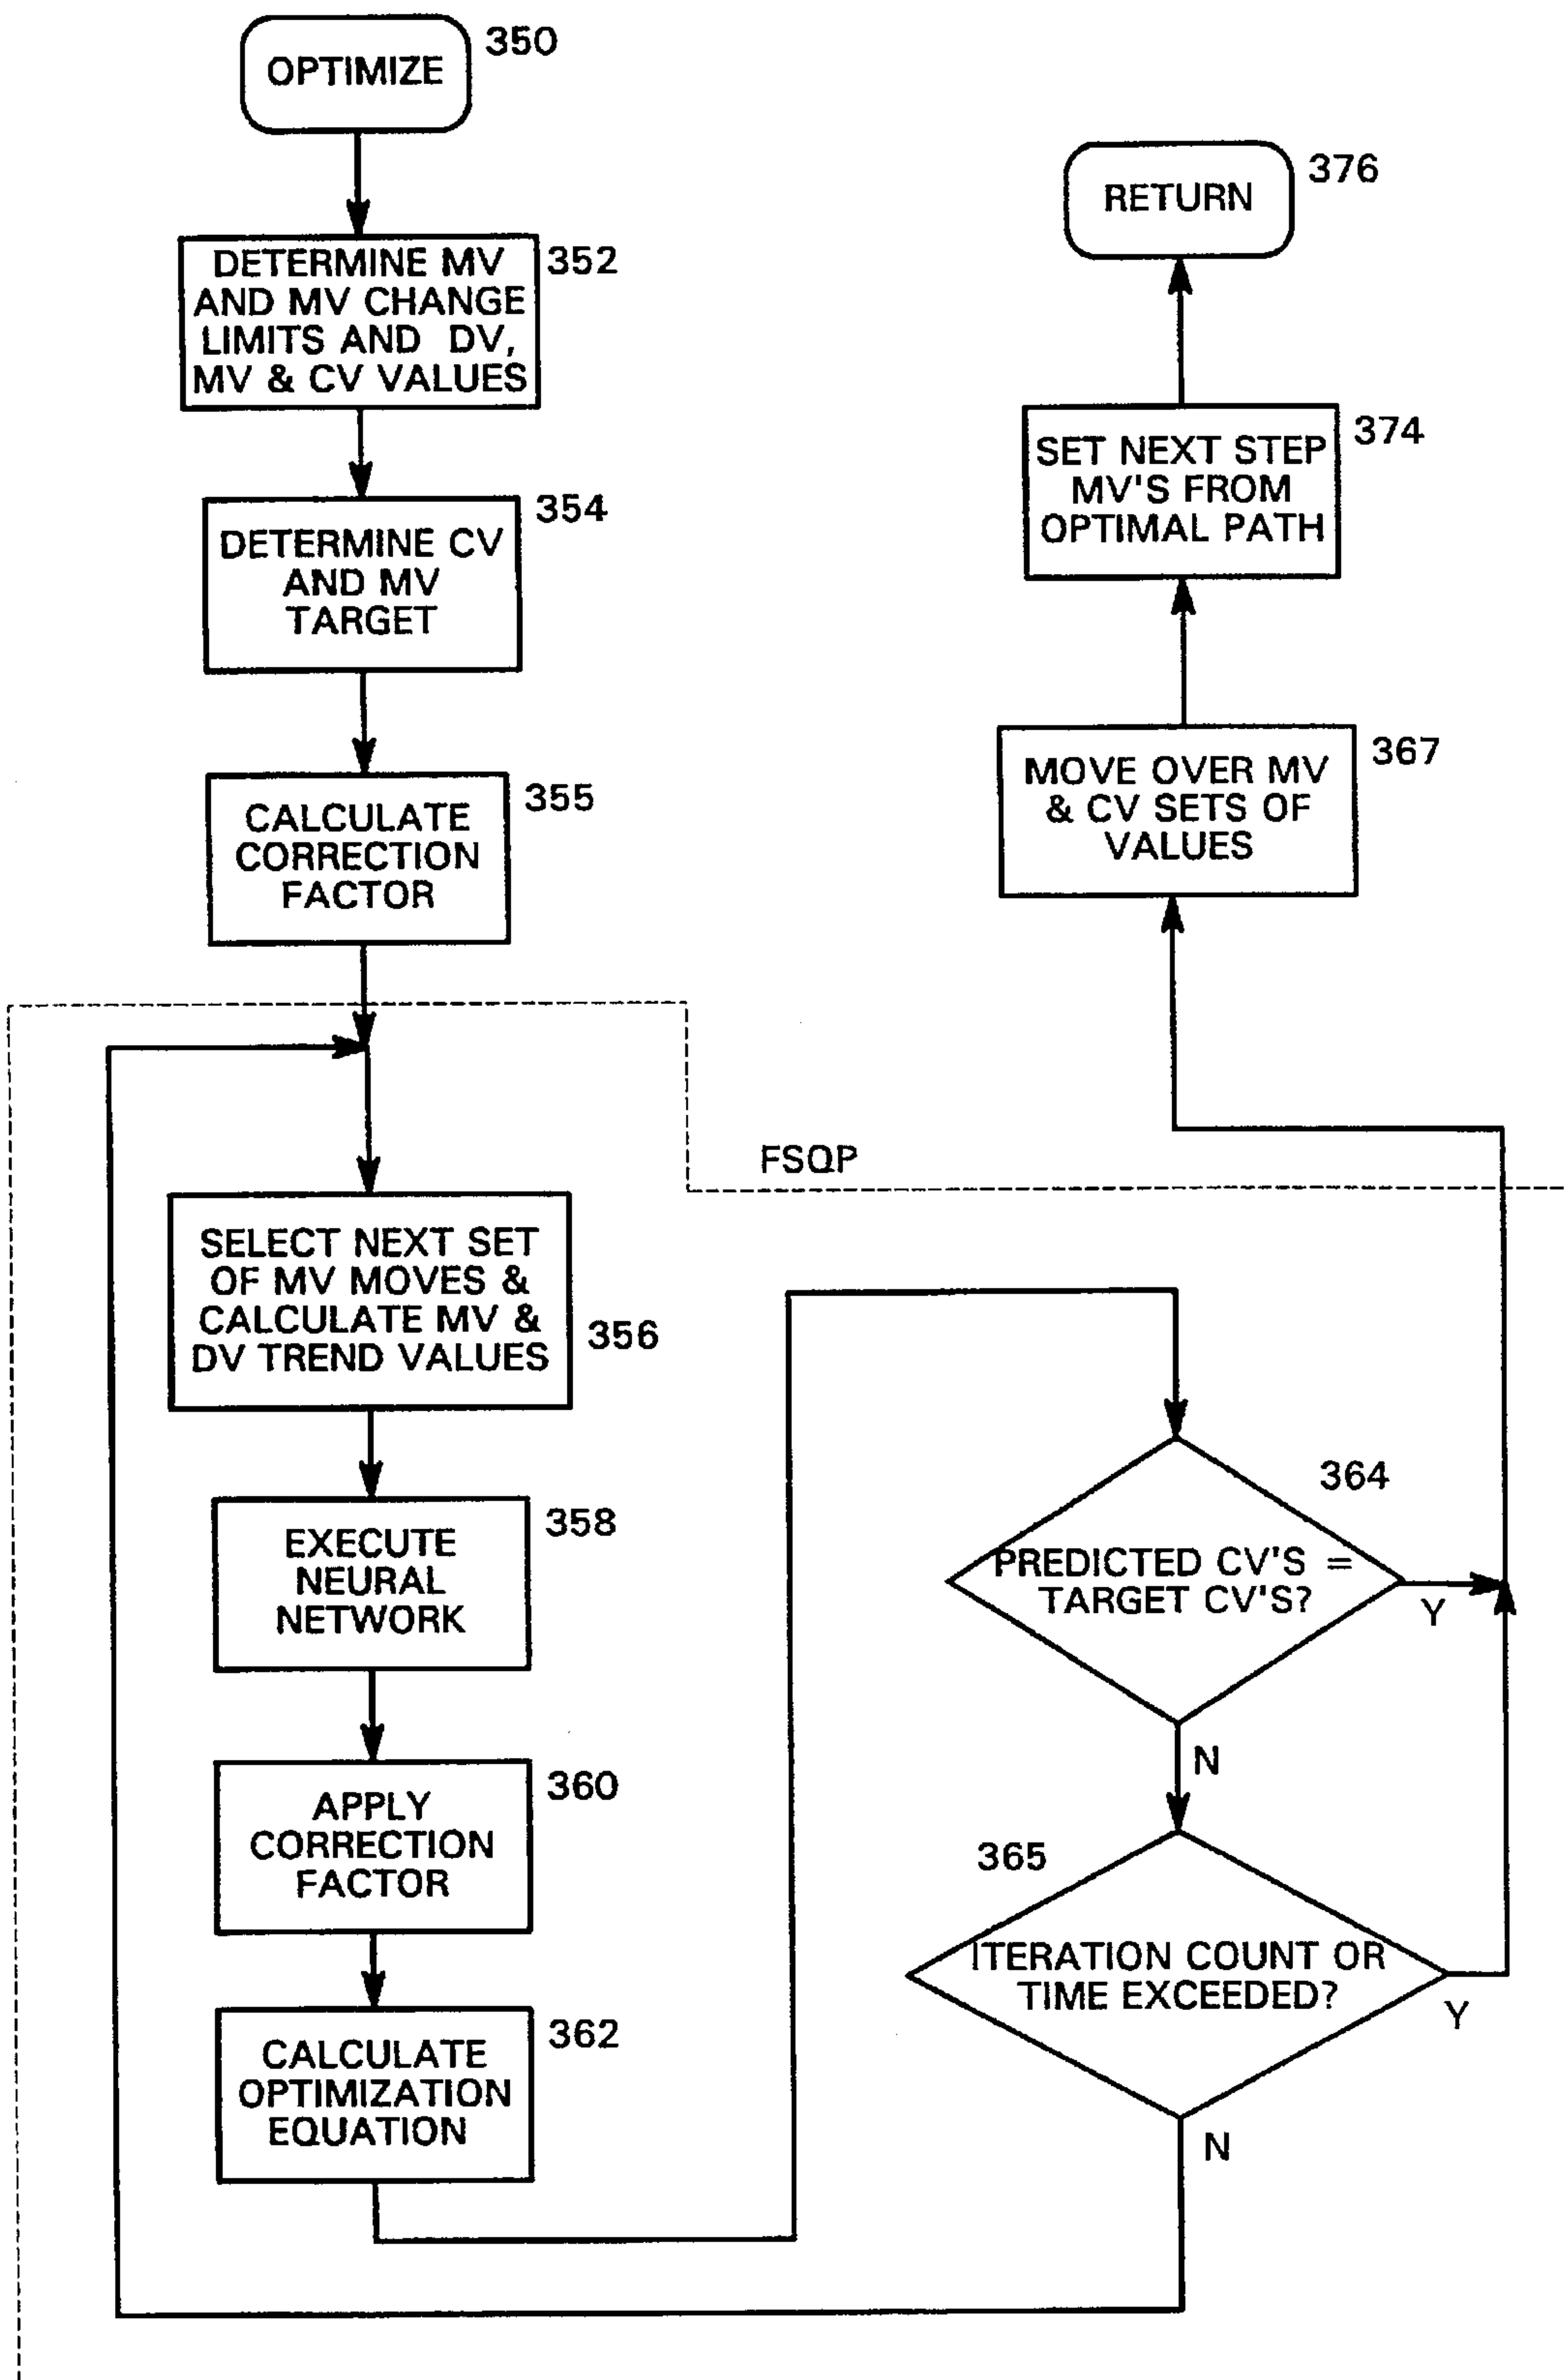 OPTIMIZE
350
DETERMINE MV
AND MV CHANGE
LIMITS AND DV,
MV & CV VALUES
352
DETERMINE CV
AND MV
TARGET
354
CALCULATE
CORRECTION
FACTOR
355
FSQP
SELECT NEXT SET
OF MV MOVES &
CALCULATE MV &
DV TREND VALUES
356
EXECUTE
NEURAL
NETWORK
358
APPLY
CORRECTION
FACTOR
360
CALCULATE
OPTIMIZATION
EQUATION
362
364
PREDICTED CV'S =
TARGET CV'S?
Y
N
365
ITERATION COUNT OR
TIME EXCEEDED?
Y
N
MOVE OVER MV
& CV SETS OF
VALUES
367
SET NEXT STEP
MV'S FROM
OPTIMAL PATH
374
RETURN
376